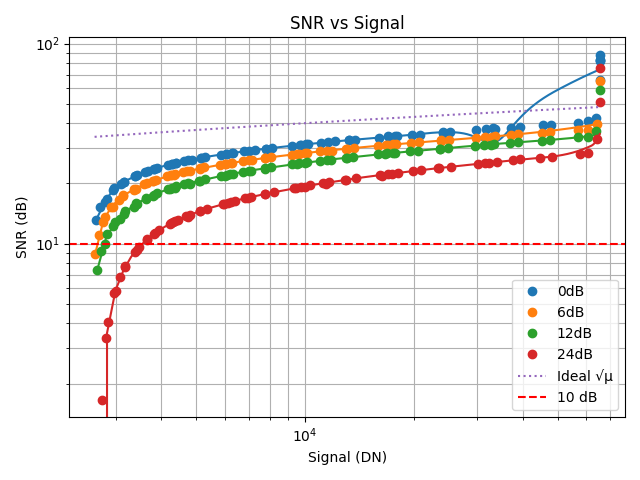 SNR vs Signal
10²
10¹
SNR (dB)
0dB
6dB
12dB
24dB
Ideal √μ
10 dB
10⁴
Signal (DN)